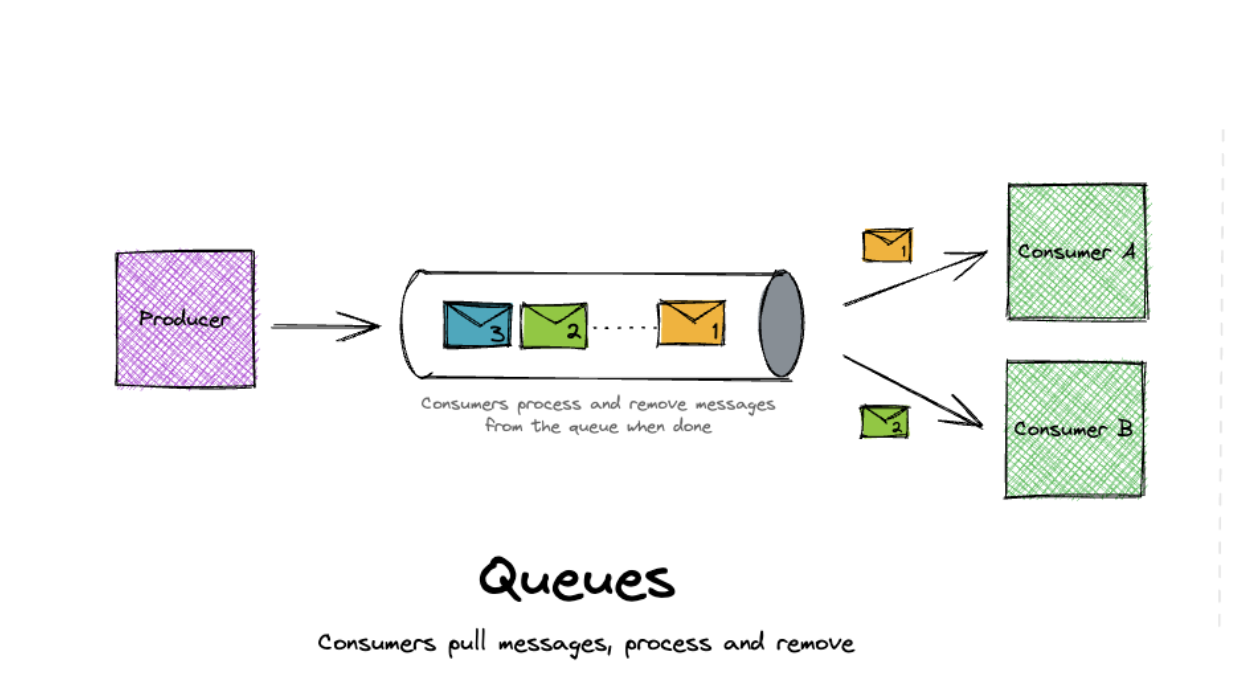 Producer
3
2
1
Consumers process and remove messages
from the queue when done
1
Consumer A
2
Consumer B
Queues
Consumers pull messages, process and remove